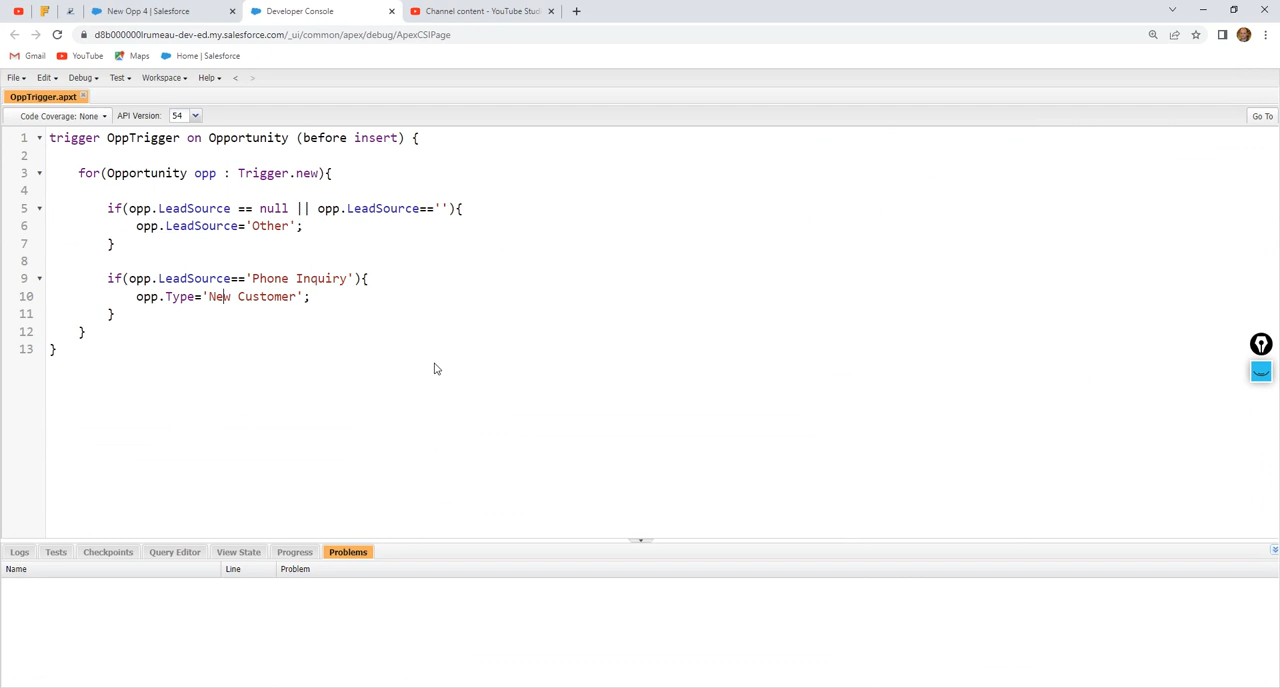 New Opp 4 | Salesforce
Developer Console
Channel content - YouTube Studi
d8b000000lrumeau-dev-ed.my.salesforce.com/_ui/common/apex/debug/ApexCSIPage
Gmail YouTube Maps Home | Salesforce
File Edit Debug Test Workspace Help < >
OppTrigger.apxt
Code Coverage: None API Version: 54 Go To
1 trigger OppTrigger on Opportunity (before insert) {
2
3 for(Opportunity opp : Trigger.new){
4
5 if(opp.LeadSource == null || opp.LeadSource==''){
6 opp.LeadSource='Other';
7 }
8
9 if(opp.LeadSource=='Phone Inquiry'){
10 opp.Type='New Customer';
11 }
12 }
13 }
Logs Tests Checkpoints Query Editor View State Progress Problems
Name Line Problem